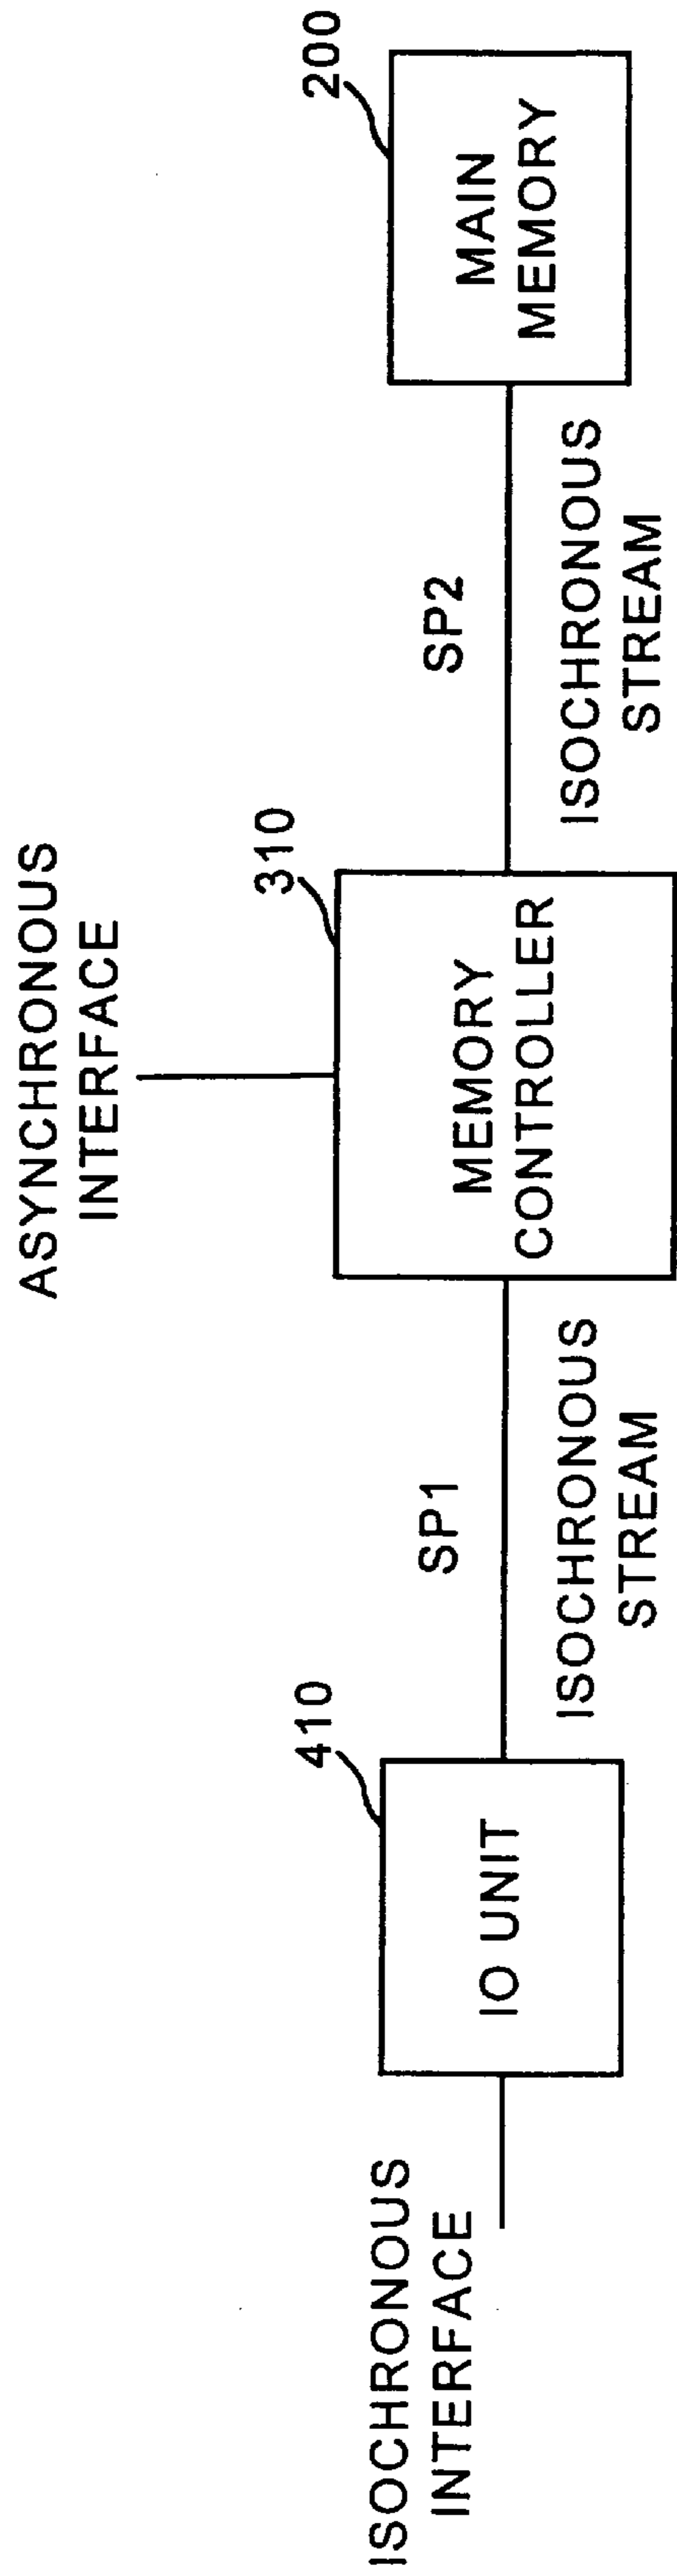 ASYNCHRONOUS
INTERFACE
ISOCHRONOUS
INTERFACE
410
IO UNIT
SP1
ISOCHRONOUS
STREAM
310
MEMORY
CONTROLLER
SP2
ISOCHRONOUS
STREAM
200
MAIN
MEMORY